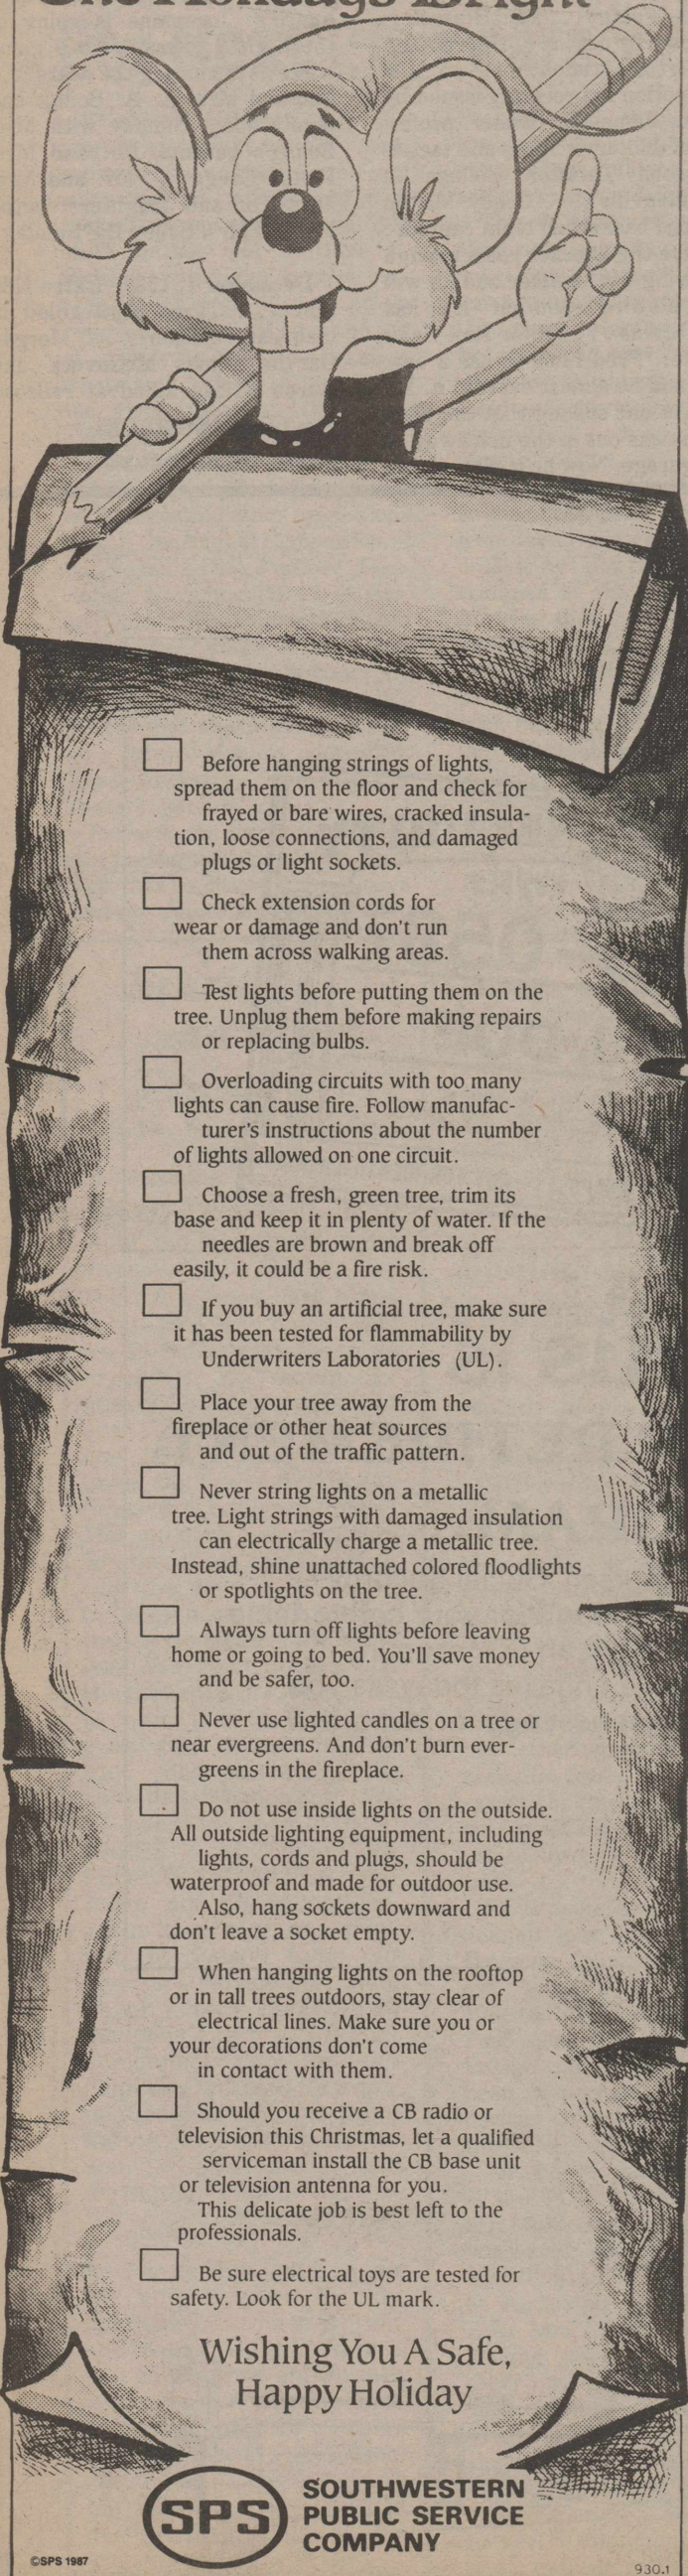 Holidays Bright
Before hanging strings of lights,
spread them on the floor and check for
frayed or bare wires, cracked insula-
tion, loose connections, and damaged
plugs or light sockets.
Check extension cords for
wear or damage and don't run
them across walking areas.
Test lights before putting them on the
tree. Unplug them before making repairs
or replacing bulbs.
Overloading circuits with too many
lights can cause fire. Follow manufac-
turer's instructions about the number
of lights allowed on one circuit.
Choose a fresh, green tree, trim its
base and keep it in plenty of water. If the
needles are brown and break off
easily, it could be a fire risk.
If you buy an artificial tree, make sure
it has been tested for flammability by
Underwriters Laboratories (UL).
Place your tree away from the
fireplace or other heat sources
and out of the traffic pattern.
Never string lights on a metallic
tree. Light strings with damaged insulation
can electrically charge a metallic tree.
Instead, shine unattached colored floodlights
or spotlights on the tree.
Always turn off lights before leaving
home or going to bed. You'll save money
and be safer, too.
Never use lighted candles on a tree or
near evergreens. And don't burn ever-
greens in the fireplace.
Do not use inside lights on the outside.
All outside lighting equipment, including
lights, cords and plugs, should be
waterproof and made for outdoor use.
Also, hang sockets downward and
don't leave a socket empty.
When hanging lights on the rooftop
or in tall trees outdoors, stay clear of
electrical lines. Make sure you or
your decorations don't come
in contact with them.
Should you receive a CB radio or
television this Christmas, let a qualified
serviceman install the CB base unit
or television antenna for you.
This delicate job is best left to the
professionals.
Be sure electrical toys are tested for
safety. Look for the UL mark.
Wishing You A Safe,
Happy Holiday
SPS
SOUTHWESTERN
PUBLIC SERVICE
COMPANY
©SPS 1987
930.1